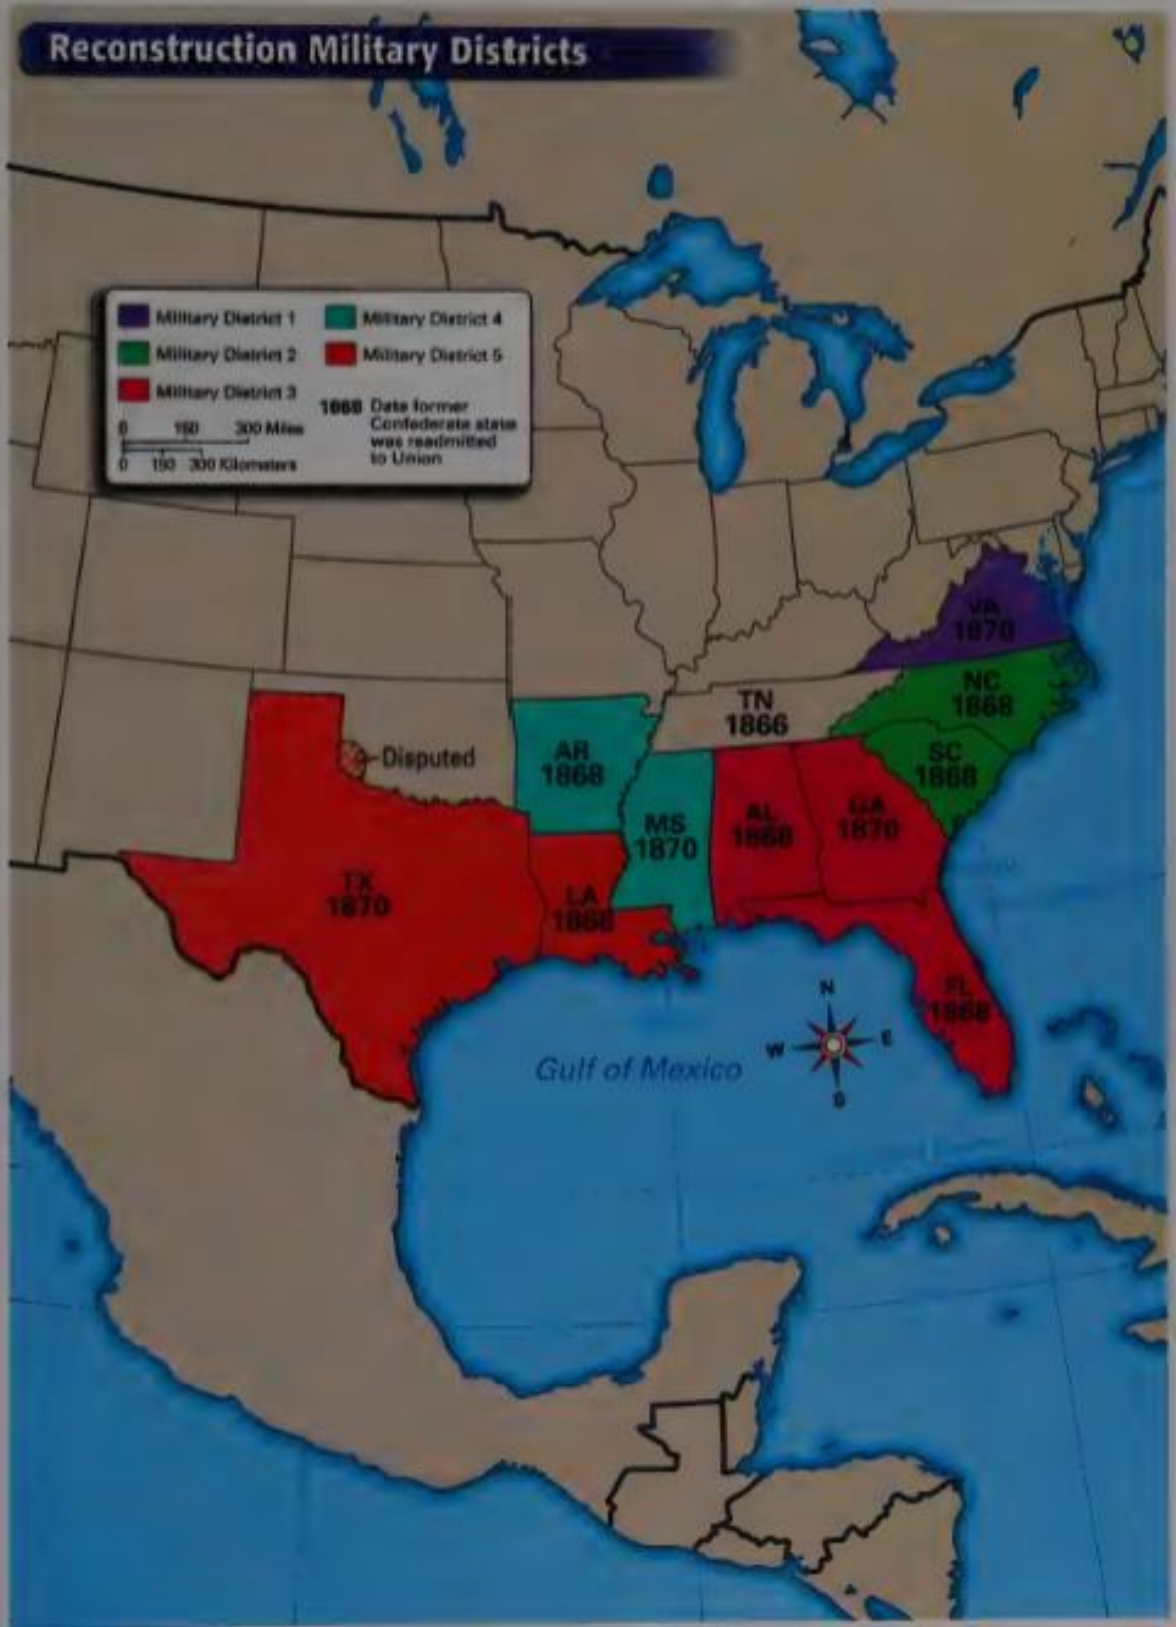 Reconstruction Military Districts
Military District 1
Military District 4
Military District 2
Military District 5
Military District 3
1868 Date former
Confederate state
was readmitted
to Union
0 150 300 Miles
0 150 300 Kilometers
VA
1870
NC
1868
TN
1866
SC
1868
Disputed
AR
1868
MS
1870
AL
1868
GA
1870
TX
1870
LA
1868
FL
1868
N
W
E
S
Gulf of Mexico